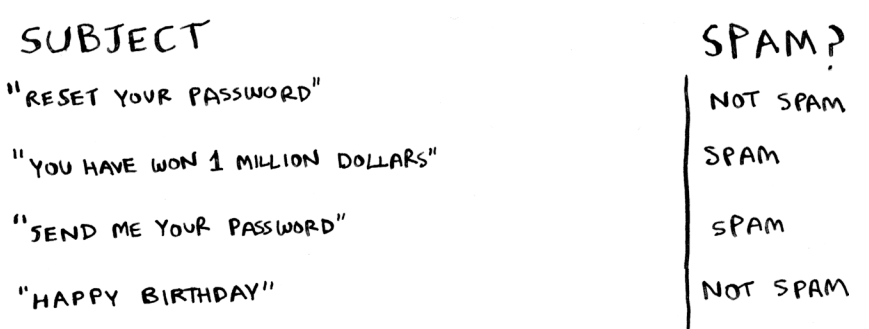 SUBJECT SPAM?
"RESET YOUR PASSWORD" NOT SPAM
"YOU HAVE WON 1 MILLION DOLLARS" SPAM
"SEND ME YOUR PASSWORD" SPAM
"HAPPY BIRTHDAY" NOT SPAM